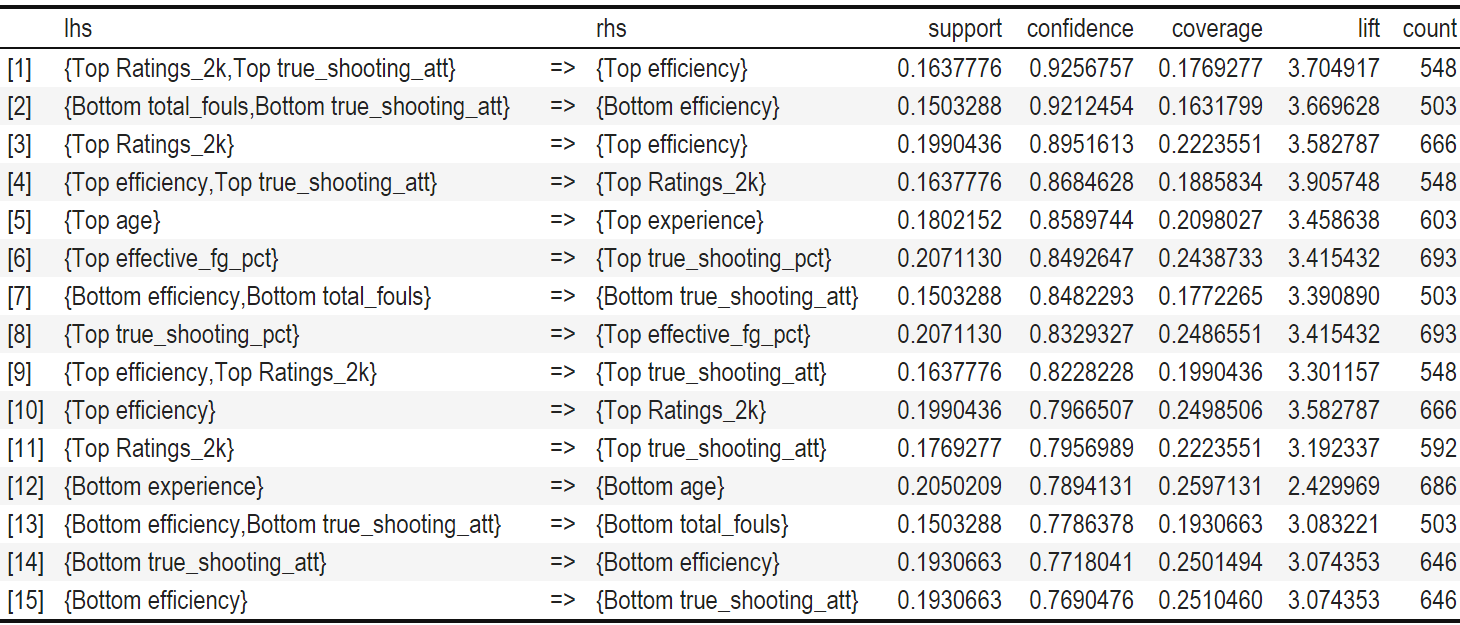 lhs rhs support confidence coverage lift count
[1] {Top Ratings_2k,Top true_shooting_att} => {Top efficiency} 0.1637776 0.9256757 0.1769277 3.704917 548
[2] {Bottom total_fouls,Bottom true_shooting_att} => {Bottom efficiency} 0.1503288 0.9212454 0.1631799 3.669628 503
[3] {Top Ratings_2k} => {Top efficiency} 0.1990436 0.8951613 0.2223551 3.582787 666
[4] {Top efficiency,Top true_shooting_att} => {Top Ratings_2k} 0.1637776 0.8684628 0.1885834 3.905748 548
[5] {Top age} => {Top experience} 0.1802152 0.8589744 0.2098027 3.458638 603
[6] {Top effective_fg_pct} => {Top true_shooting_pct} 0.2071130 0.8492647 0.2438733 3.415432 693
[7] {Bottom efficiency,Bottom total_fouls} => {Bottom true_shooting_att} 0.1503288 0.8482293 0.1772265 3.390890 503
[8] {Top true_shooting_pct} => {Top effective_fg_pct} 0.2071130 0.8329327 0.2486551 3.415432 693
[9] {Top efficiency,Top Ratings_2k} => {Top true_shooting_att} 0.1637776 0.8228228 0.1990436 3.301157 548
[10] {Top efficiency} => {Top Ratings_2k} 0.1990436 0.7966507 0.2498506 3.582787 666
[11] {Top Ratings_2k} => {Top true_shooting_att} 0.1769277 0.7956989 0.2223551 3.192337 592
[12] {Bottom experience} => {Bottom age} 0.2050209 0.7894131 0.2597131 2.429969 686
[13] {Bottom efficiency,Bottom true_shooting_att} => {Bottom total_fouls} 0.1503288 0.7786378 0.1930663 3.083221 503
[14] {Bottom true_shooting_att} => {Bottom efficiency} 0.1930663 0.7718041 0.2501494 3.074353 646
[15] {Bottom efficiency} => {Bottom true_shooting_att} 0.1930663 0.7690476 0.2510460 3.074353 646